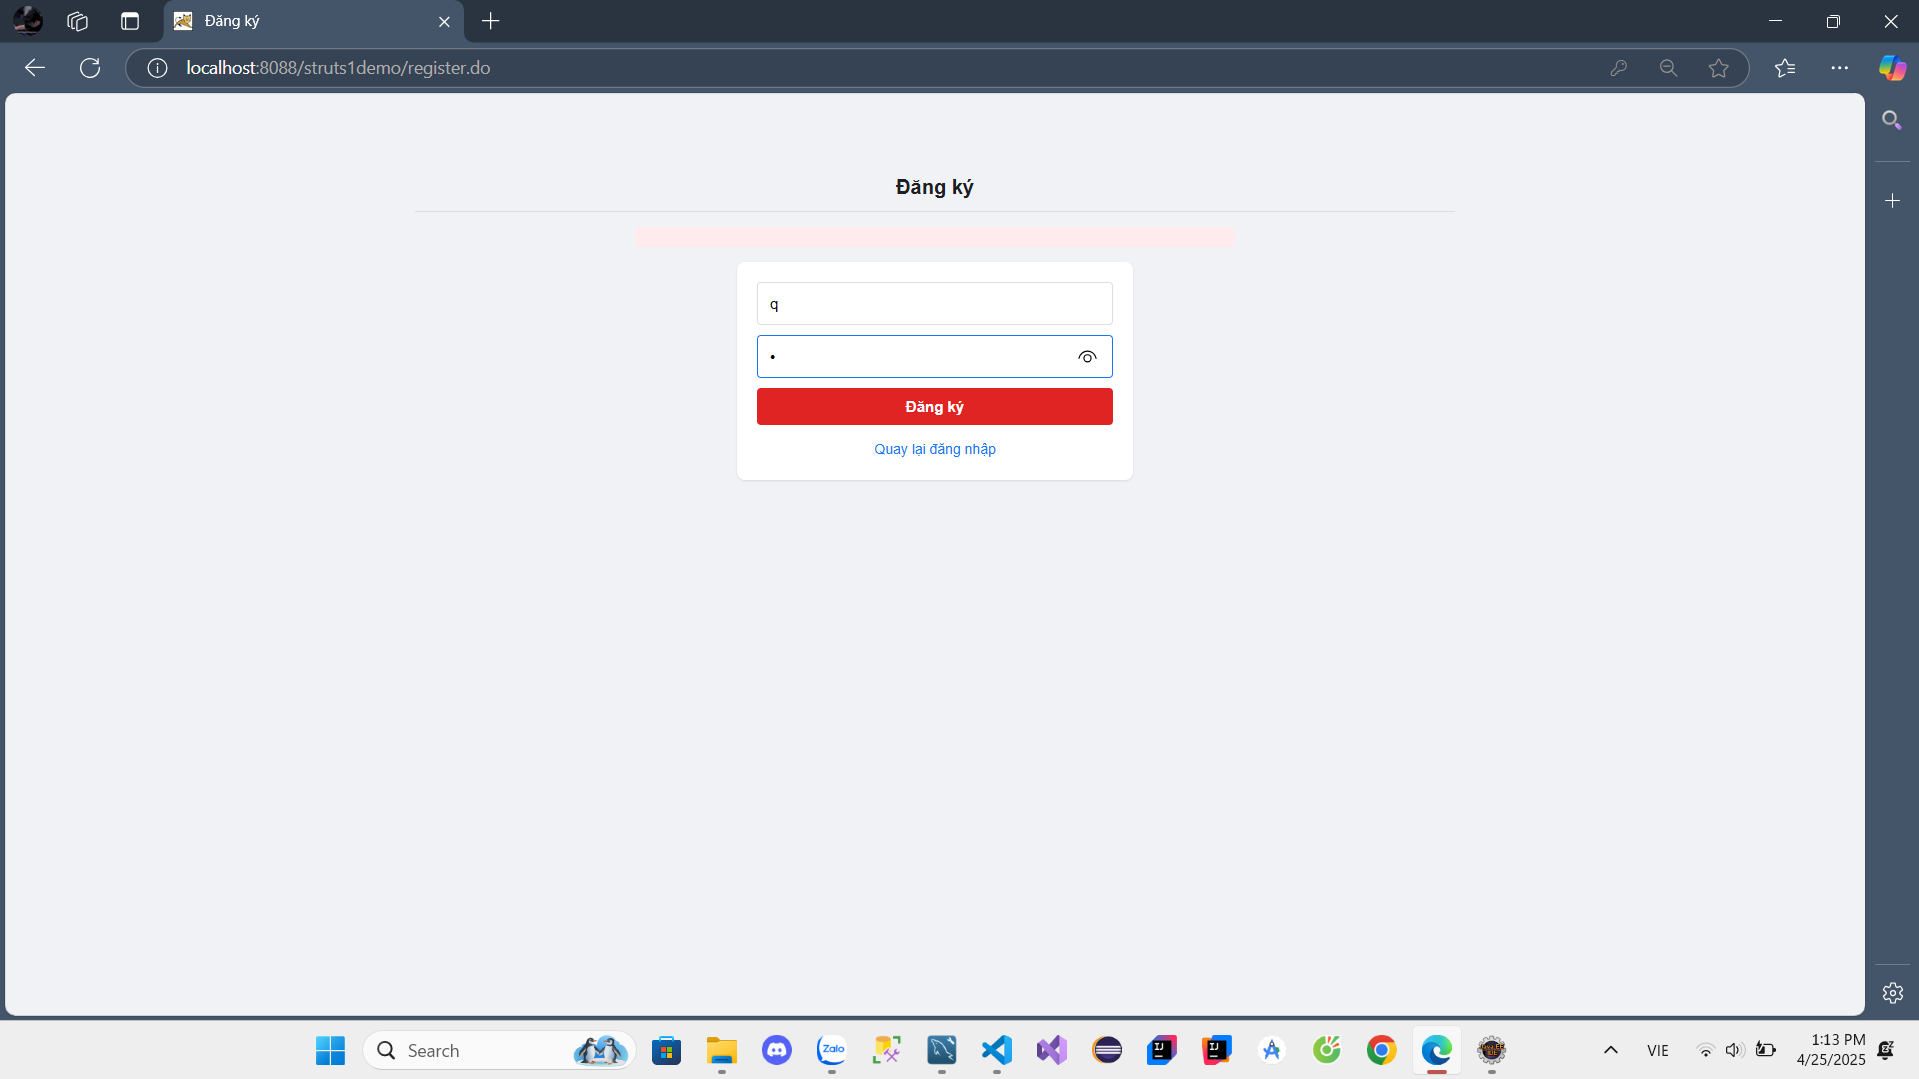 Đăng ký
localhost:8088/struts1demo/register.do
Đăng ký
q
Đăng ký
Quay lại đăng nhập
Search
Zalo
VIE
1:13 PM
4/25/2025